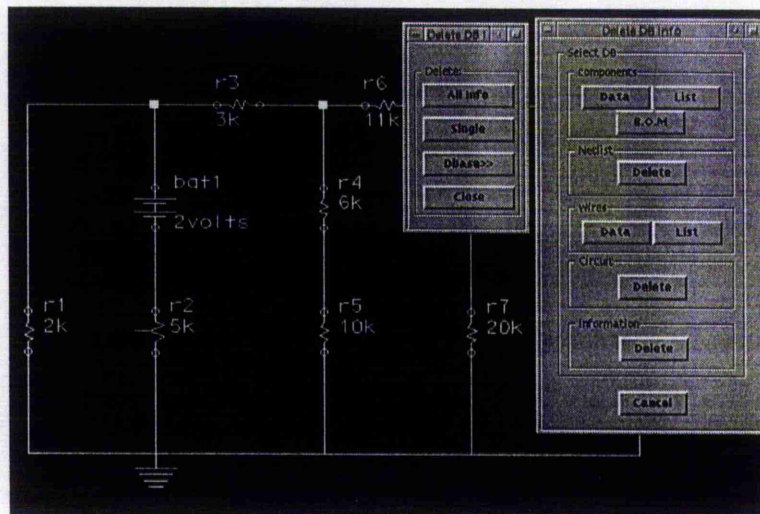 r3
3k
r6
11k
bat1
2volts
r4
6k
r1
2k
r2
5k
r5
10k
r7
20k
Delete DB I
Delete:
All Info
Single
DBase>>
Close
Delete DB Info
Select DB
Components
Data
List
B.O.M
Netlist
Delete
Wires
Data
List
Circuit
Delete
Information
Delete
Cancel